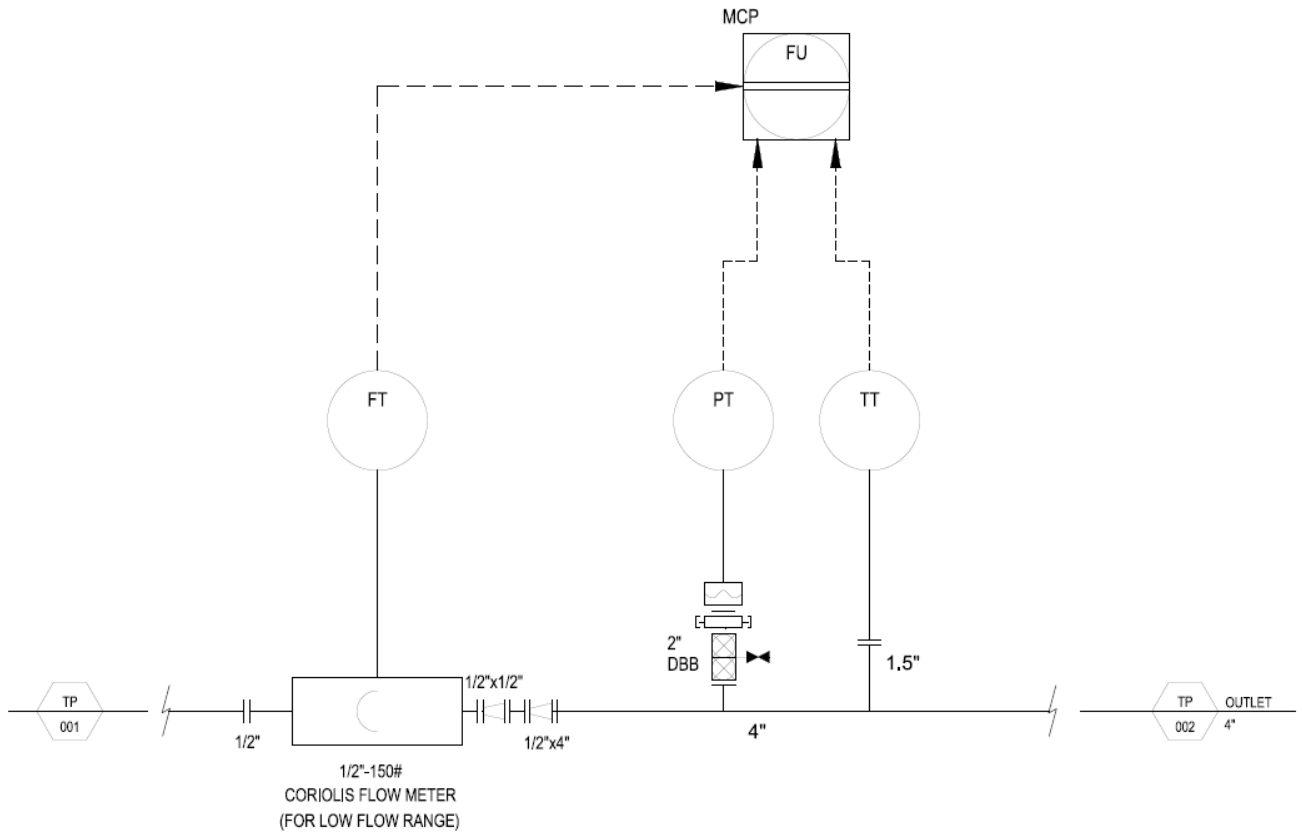 MCP
FU
FT
PT
TT
2"
DBB
1.5"
TP
001
1/2"
1/2"x1/2"
1/2"x4"
4"
TP
002
OUTLET
4"
1/2"-150#
CORIOLIS FLOW METER
(FOR LOW FLOW RANGE)